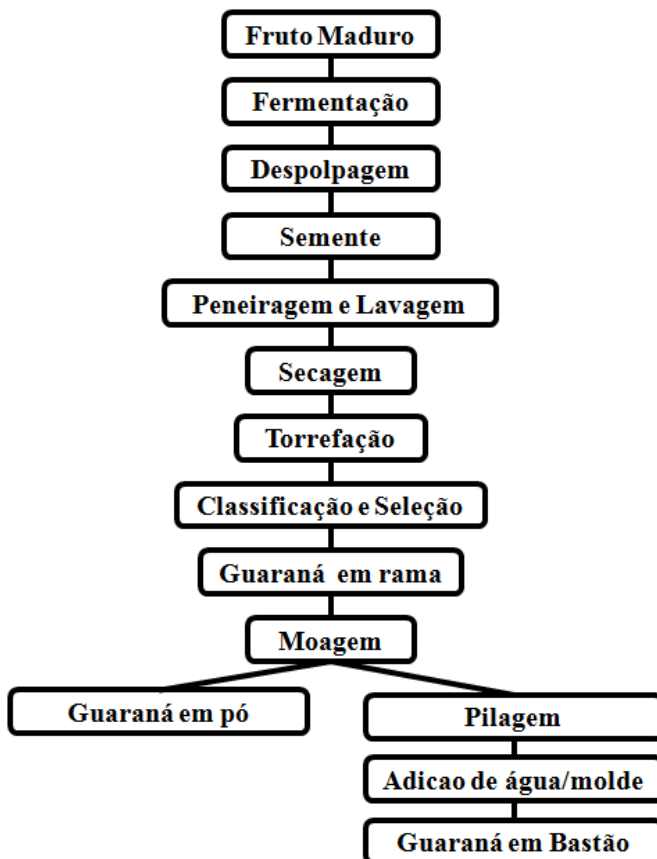 Fruto Maduro
Fermentação
Despolpagem
Semente
Peneiragem e Lavagem
Secagem
Torrefação
Classificação e Seleção
Guaraná em rama
Moagem
Guaraná em pó
Pilagem
Adicao de água/molde
Guaraná em Bastão